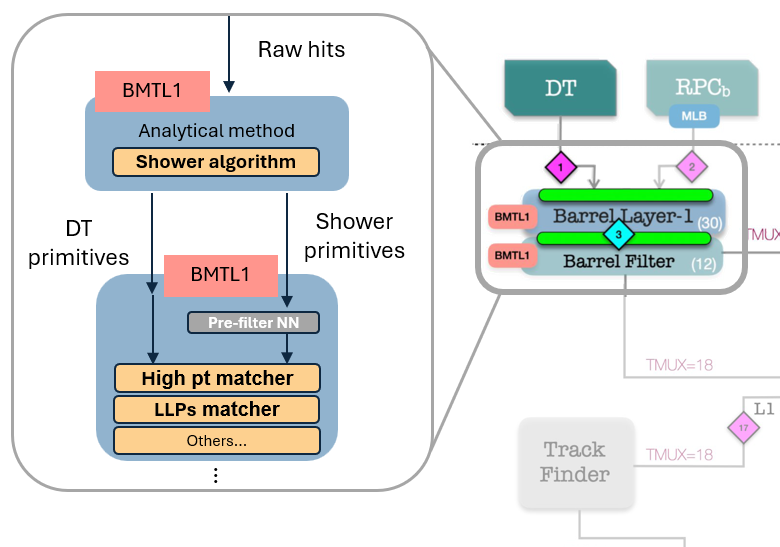 Raw hits
BMTL1
Analytical method
Shower algorithm
DT
primitives
Shower
primitives
BMTL1
Pre-filter NN
High pt matcher
LLPs matcher
Others...
⋮
DT
RPCb
MLB
1
2
BMTL1
Barrel Layer-1
(30)
3
BMTL1
Barrel Filter
(12)
TMUX
TMUX=18
L1
17
Track
Finder
TMUX=18